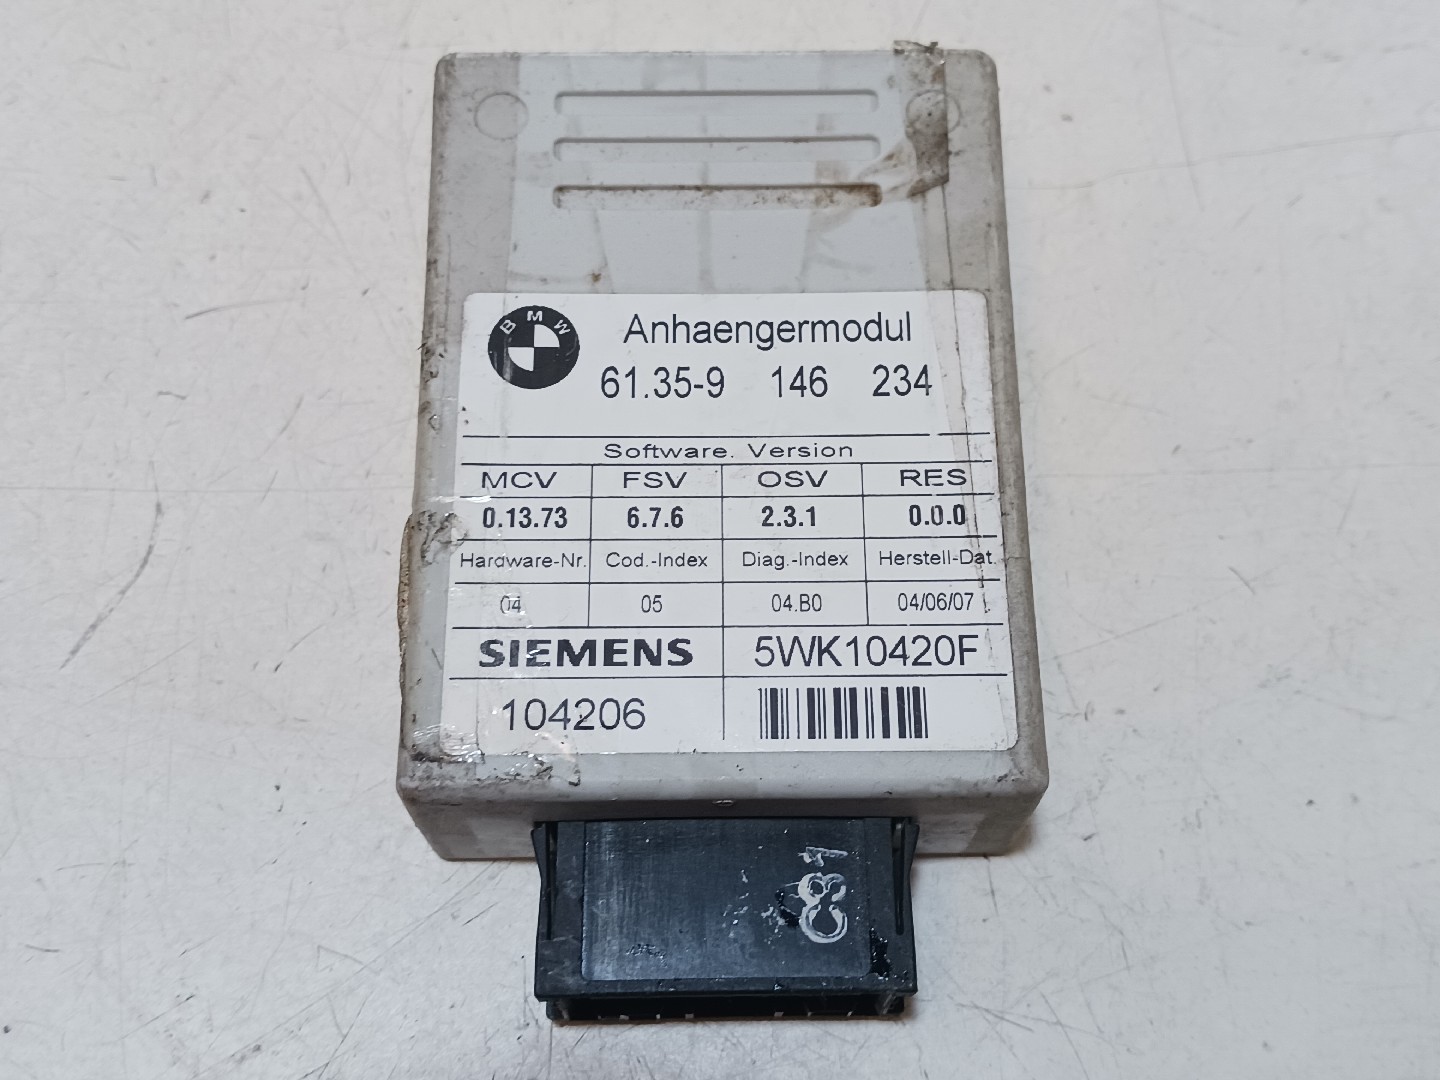 BMW
Anhaengermodul
61.35-9 146 234
Software. Version
MCV FSV OSV RES
0.13.73 6.7.6 2.3.1 0.0.0
Hardware-Nr. Cod.-Index Diag.-Index Herstell-Dat.
04 05 04.B0 04/06/07
SIEMENS 5WK10420F
104206
C81